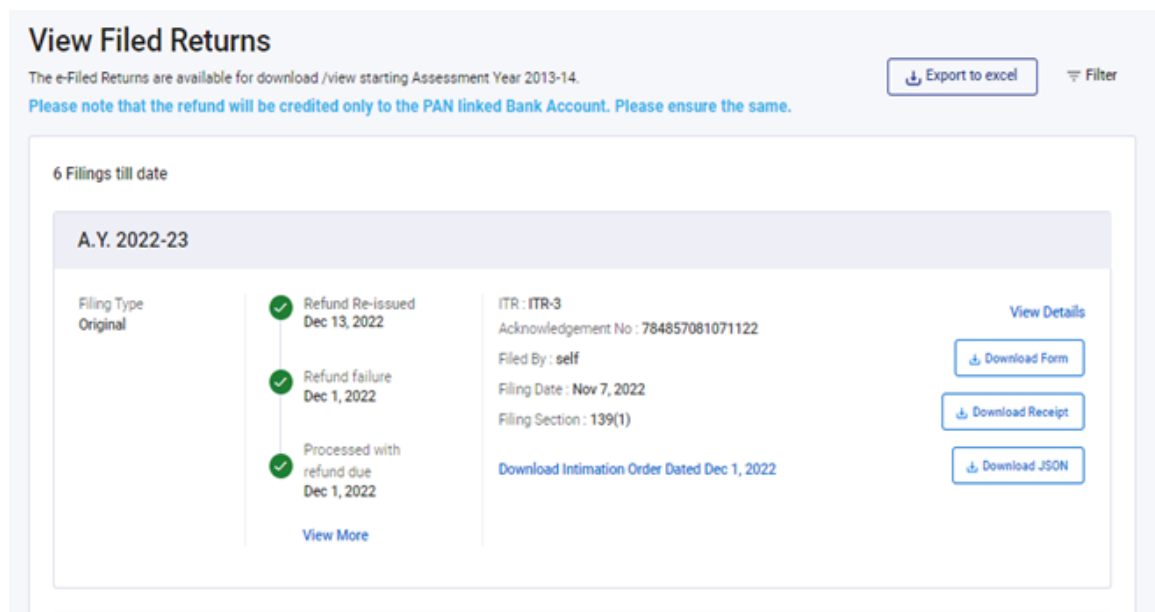 View Filed Returns
The e-Filed Returns are available for download /view starting Assessment Year 2013-14.
Please note that the refund will be credited only to the PAN linked Bank Account. Please ensure the same.
Export to excel
Filter
6 Filings till date
A.Y. 2022-23
Filing Type
Original
Refund Re-issued
Dec 13, 2022
Refund failure
Dec 1, 2022
Processed with
refund due
Dec 1, 2022
View More
ITR : ITR-3
Acknowledgement No : 784857081071122
Filed By : self
Filing Date : Nov 7, 2022
Filing Section : 139(1)
Download Intimation Order Dated Dec 1, 2022
View Details
Download Form
Download Receipt
Download JSON